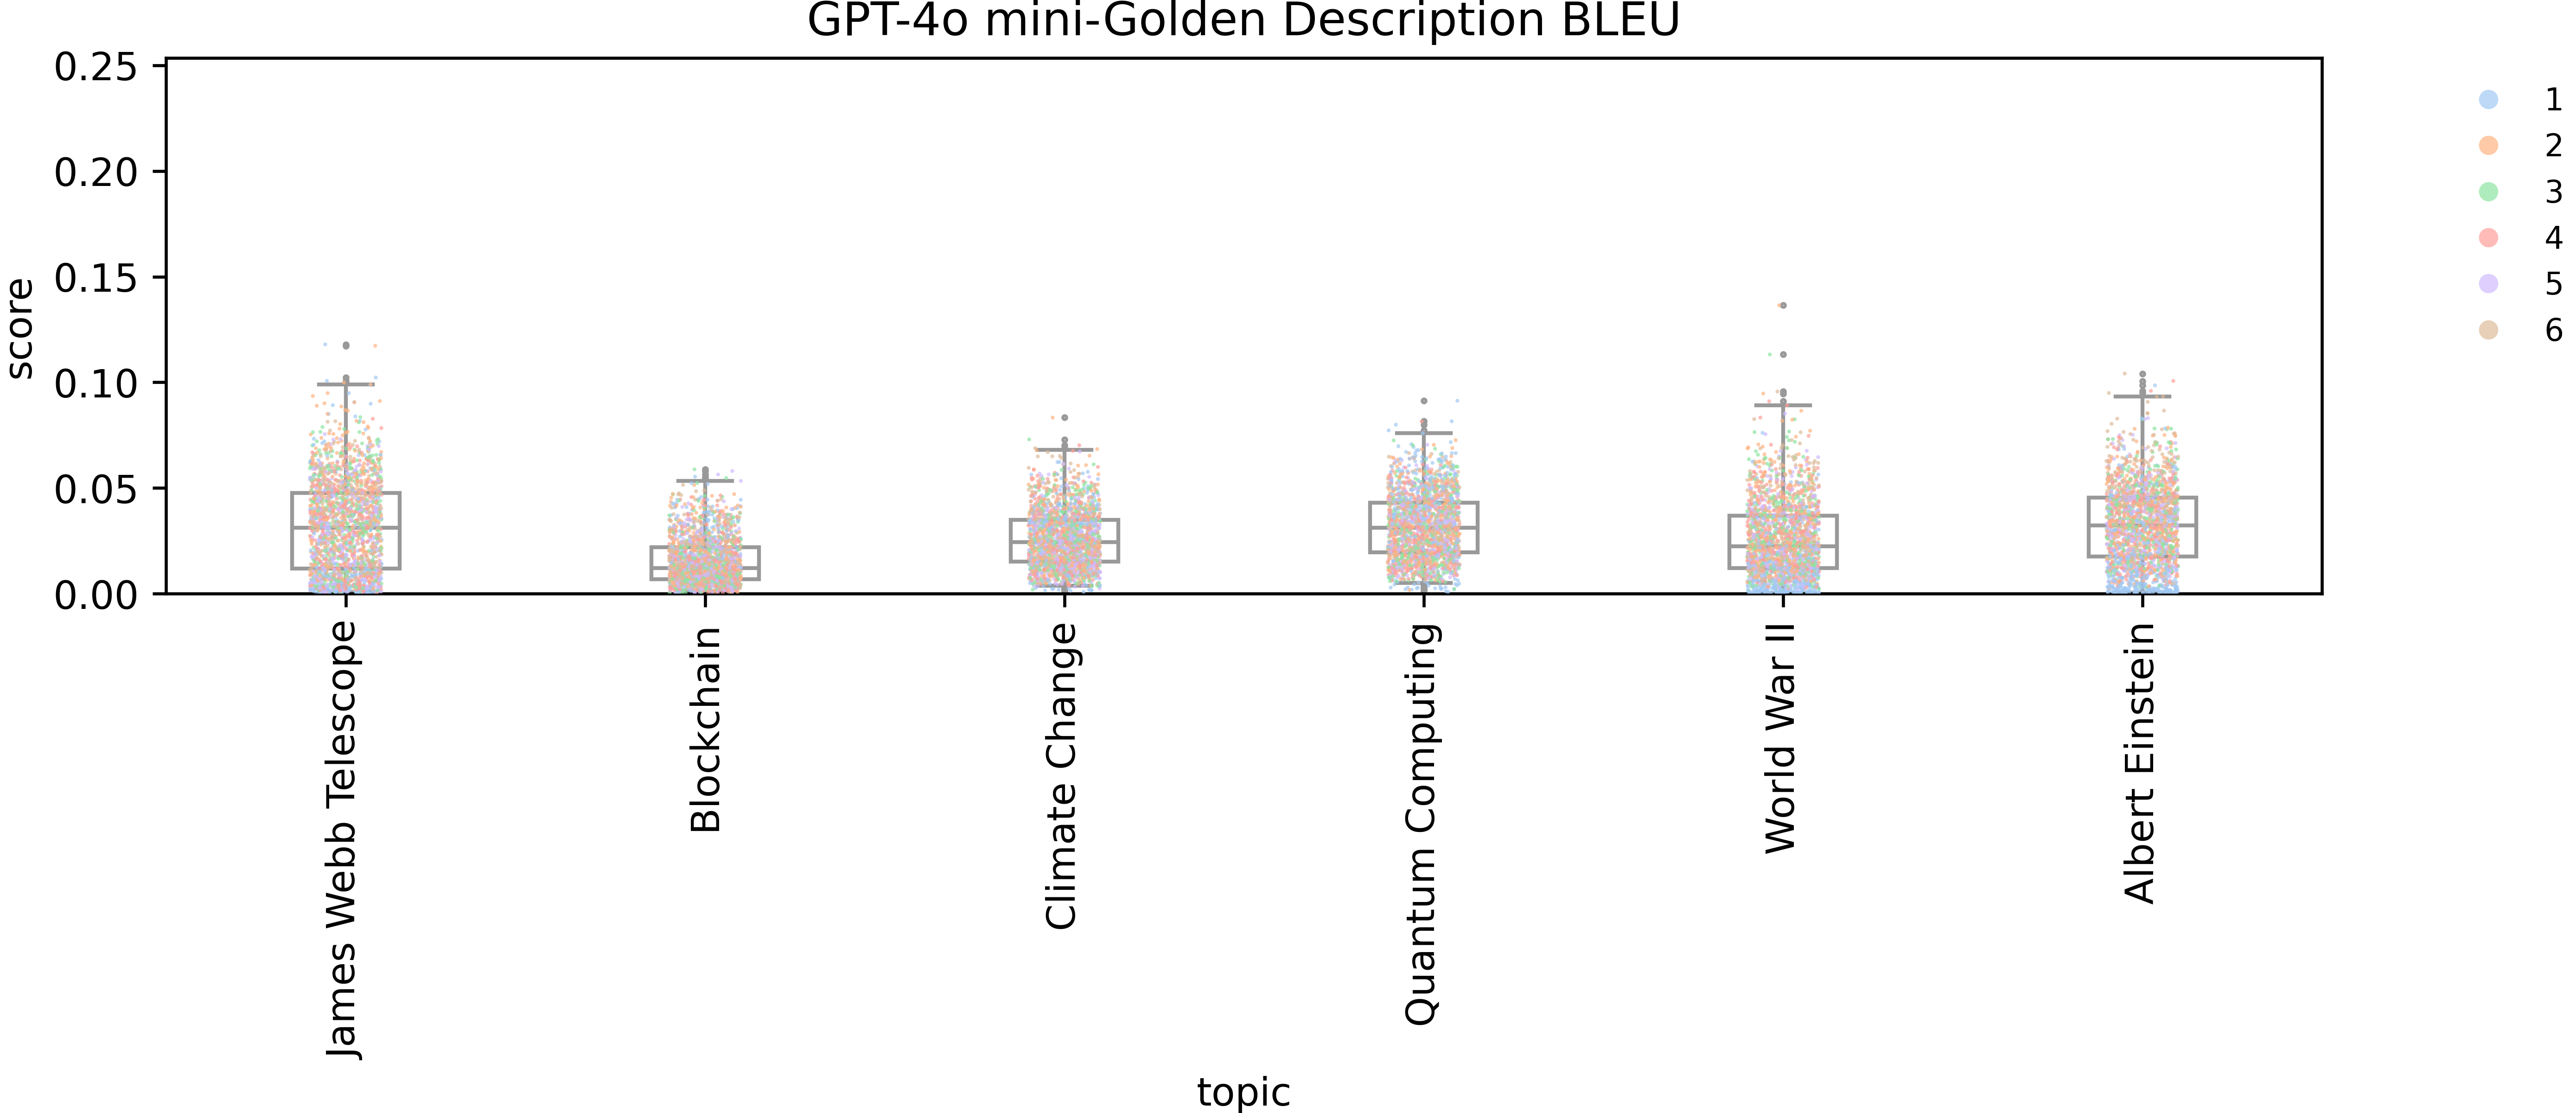 GPT-4o mini-Golden Description BLEU
score
0.25
0.20
0.15
0.10
0.05
0.00
1
2
3
4
5
6
James Webb Telescope
Blockchain
Climate Change
Quantum Computing
World War II
Albert Einstein
topic